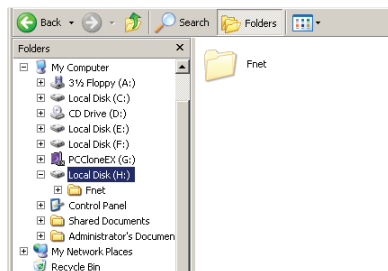 Back Search Folders
Folders
My Computer
3½ Floppy (A:)
Local Disk (C:)
CD Drive (D:)
Local Disk (E:)
Local Disk (F:)
PCCloneEX (G:)
Local Disk (H:)
Fnet
Control Panel
Shared Documents
Administrator's Documen
My Network Places
Recycle Bin
Fnet